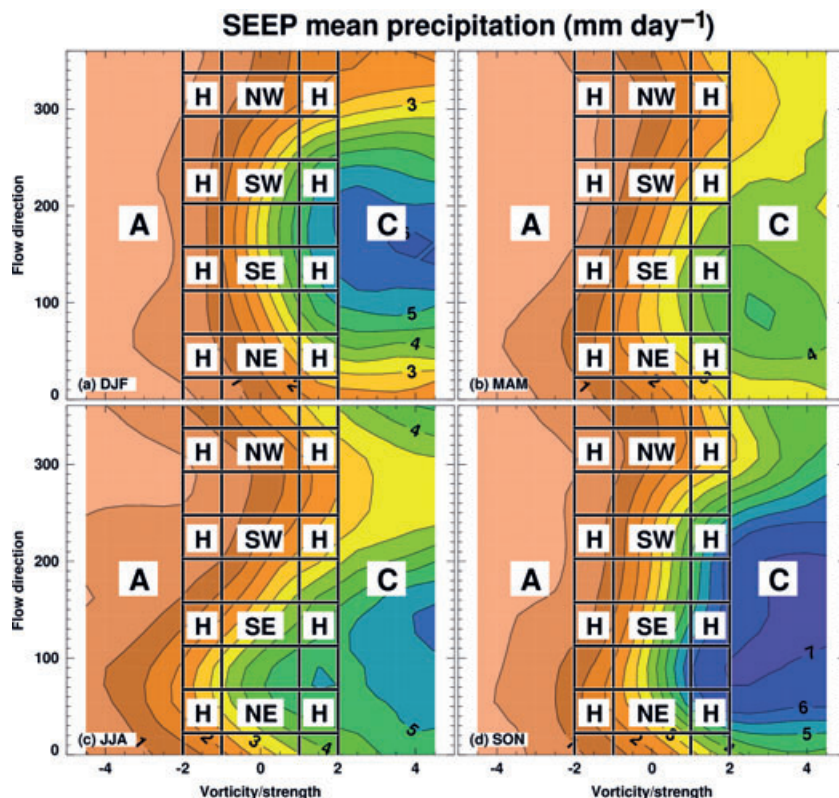 SEEP mean precipitation (mm day⁻¹)
300
200
100
0
Flow direction
H NW H
H SW H
A C
H SE H
H NE H
3
5
4
3
1 2
(a) DJF
H NW H
H SW H
A C
H SE H
H NE H
4
1 2 3
(b) MAM
300
200
100
0
Flow direction
4
H NW H
H SW H
A C
H SE H
H NE H
5
1 2 3 4
(c) JJA
-4 -2 0 2 4
Vorticity/strength
H NW H
H SW H
A C
H SE H
7
H NE H
6
5
1 2
(d) SON
-4 -2 0 2 4
Vorticity/strength